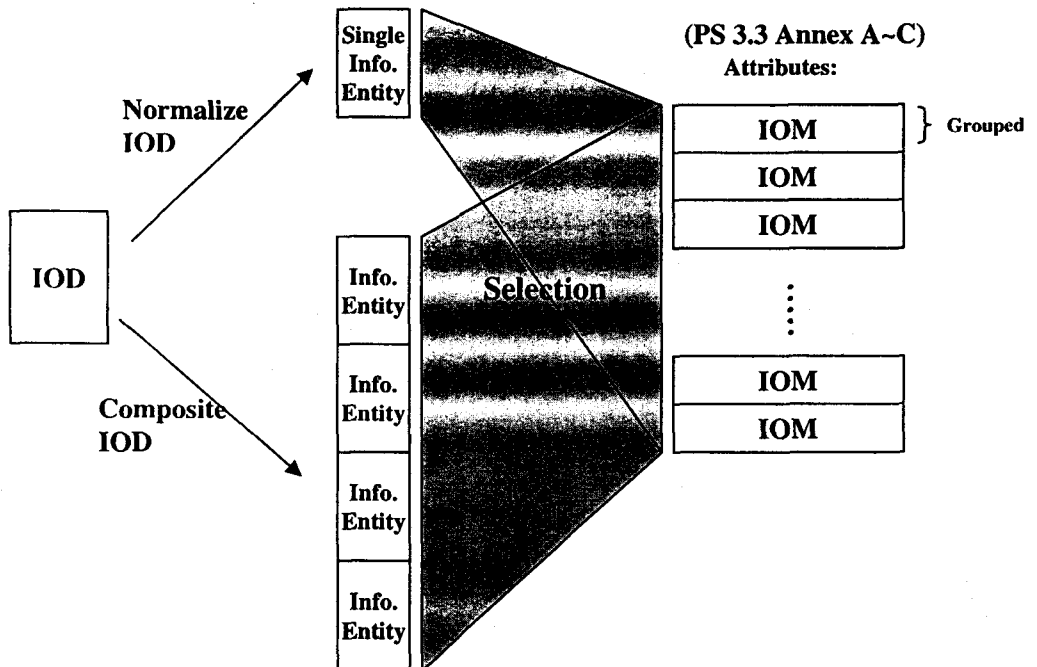 Single
Info.
Entity
(PS 3.3 Annex A~C)
Attributes:
Normalize
IOD
IOM
} Grouped
IOM
IOM
IOD
Info.
Entity
Selection
Info.
Entity
IOM
Composite
IOD
IOM
Info.
Entity
Info.
Entity